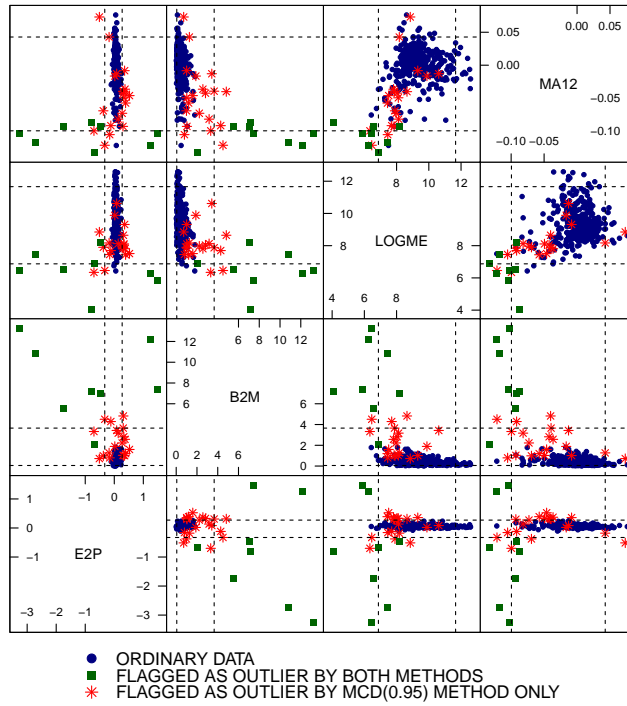 8 10 12
0.00 0.05
0.05
0.00
MA12
−0.05
−0.10
−0.10 −0.05
12
10
8
LOGME
4 6 8
8
6
4
6 8 10 12
12
10
8
6
B2M
0 2 4 6
6
4
2
0
−1 0 1
1
0
−1
E2P
−3 −2 −1
0
−1
−2
−3
ORDINARY DATA
FLAGGED AS OUTLIER BY BOTH METHODS
FLAGGED AS OUTLIER BY MCD(0.95) METHOD ONLY